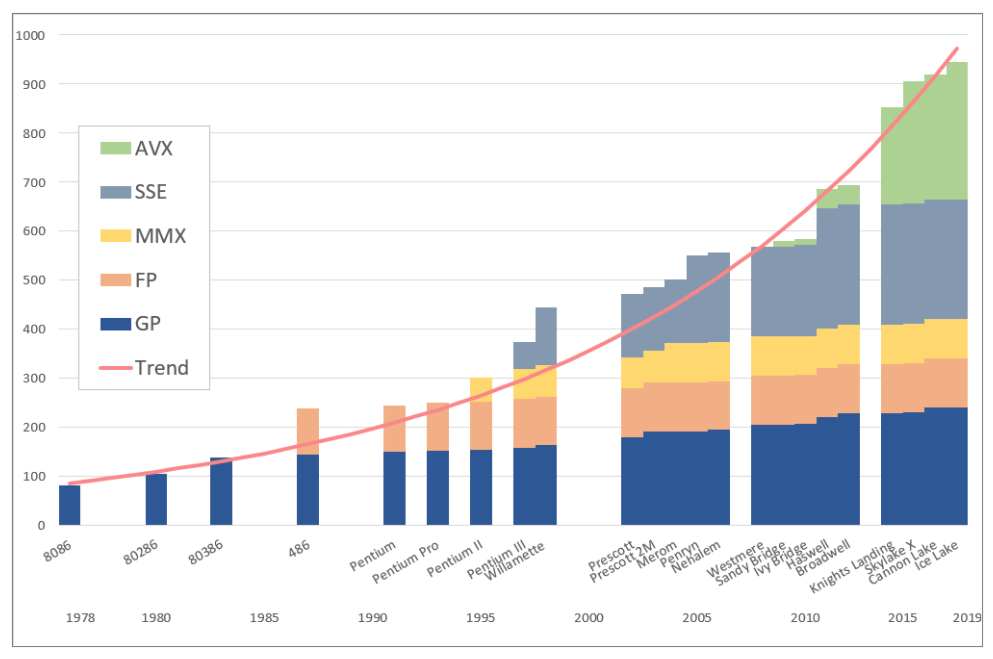 1000
900
800
700
600
500
400
300
200
100
0
AVX
SSE
MMX
FP
GP
Trend
8086
80286
80386
486
Pentium
Pentium Pro
Pentium II
Pentium III
Willamette
Prescott
Prescott 2M
Merom
Penryn
Nehalem
Westmere
Sandy Bridge
Ivy Bridge
Haswell
Broadwell
Knights Landing
Skylake X
Cannon Lake
Ice Lake
1978 1980 1985 1990 1995 2000 2005 2010 2015 2019